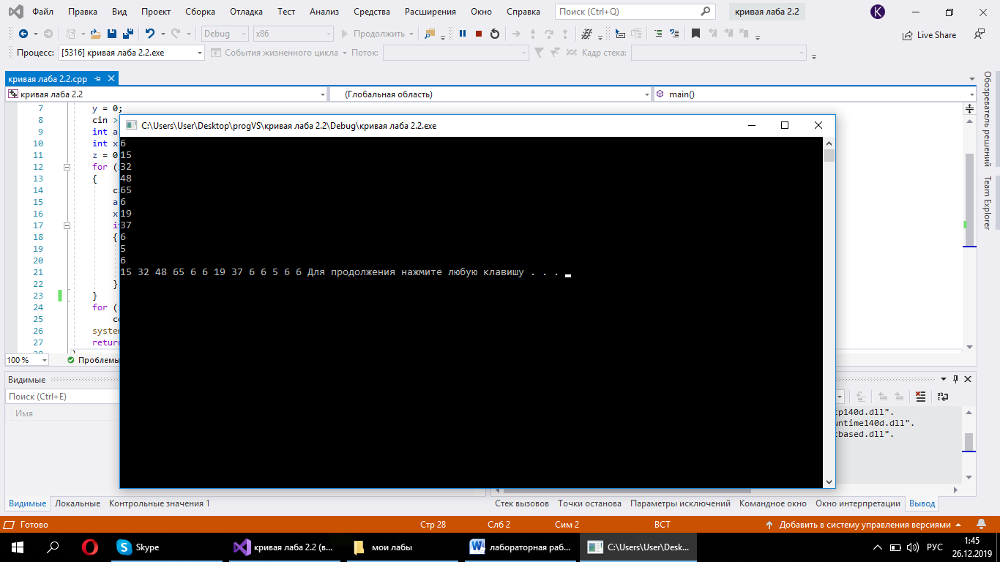 Файл Правка Вид Проект Сборка Отладка Тест Анализ Средства Расширения Окно Справка Поиск (Ctrl+Q) кривая лаба 2.2 K
Debug x86 Продолжить Live Share
Процесс: [5316] кривая лаба 2.2.exe События жизненного цикла Поток: Кадр стека:
кривая лаба 2.2.cpp
кривая лаба 2.2 (Глобальная область) main()
7 y = 0;
8 cin >
9 int a
10 int x
11 z = 0
12 for (
13 {
14 c
15 a
16 x
17 i
18 {
19
20
21
22 }
23 }
24 for (
25 co
26 system
27 return
28 }
C:\Users\User\Desktop\progVS\кривая лаба 2.2\Debug\кривая лаба 2.2.exe
6
15
32
48
65
6
19
37
6
5
6
15 32 48 65 6 6 19 37 6 6 5 6 6 Для продолжения нажмите любую клавишу . . .
Обозреватель решений
Team Explorer
100 % Проблемы
Видимые
Поиск (Ctrl+E)
Имя
cp140d.dll".
untime140d.dll".
tbased.dll".
Видимые Локальные Контрольные значения 1
Стек вызовов Точки останова Параметры исключений Командное окно Окно интерпретации Вывод
Готово Стр 28 Слб 2 Сим 2 ВСТ Добавить в систему управления версиями
Skype кривая лаба 2.2 (в... мои лабы лабораторная раб... C:\Users\User\Desk... РУС 1:45
26.12.2019